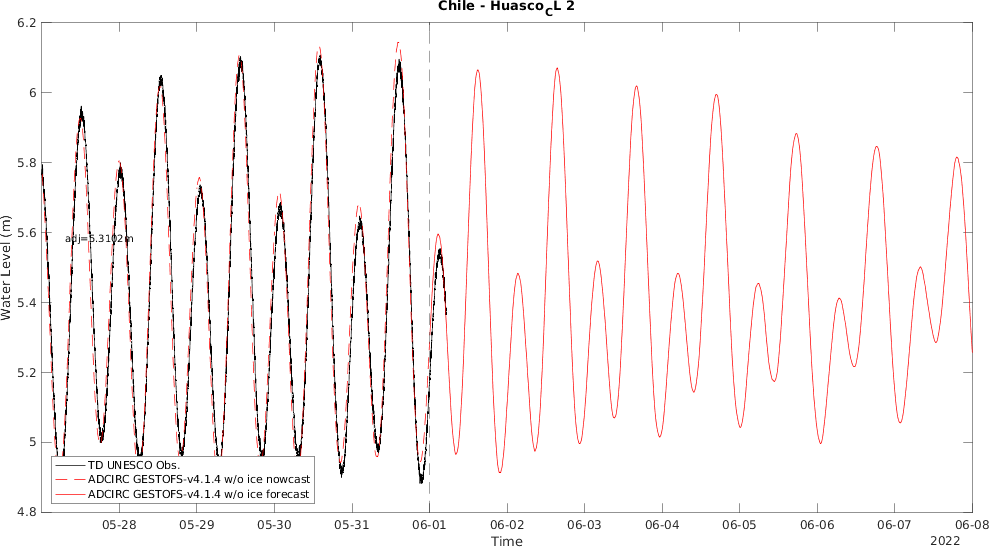 Chile - Huasco_CL 2
6.2
6
5.8
5.6
5.4
5.2
5
4.8
Water Level (m)
adj=5.3102m
TD UNESCO Obs.
ADCIRC GESTOFS-v4.1.4 w/o ice nowcast
ADCIRC GESTOFS-v4.1.4 w/o ice forecast
05-28 05-29 05-30 05-31 06-01 06-02 06-03 06-04 06-05 06-06 06-07 06-08
Time
2022